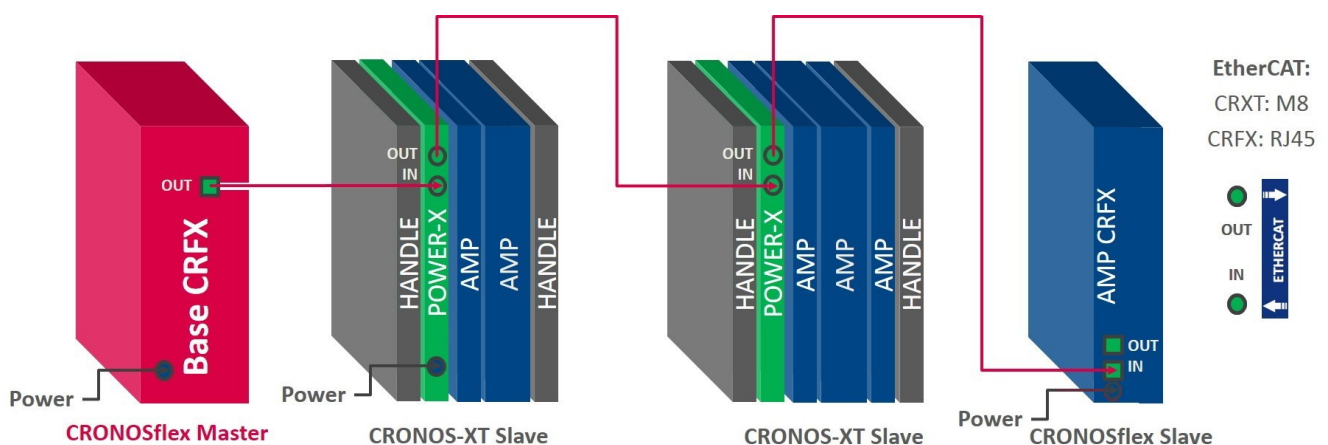 OUT
Base CRFX
Power
CRONOSflex Master
OUT
IN
HANDLE
POWER-X
AMP
AMP
HANDLE
Power
CRONOS-XT Slave
OUT
IN
HANDLE
POWER-X
AMP
AMP
AMP
HANDLE
CRONOS-XT Slave
AMP CRFX
OUT
IN
Power
CRONOSflex Slave
EtherCAT:
CRXT: M8
CRFX: RJ45
OUT
IN
ETHERCAT